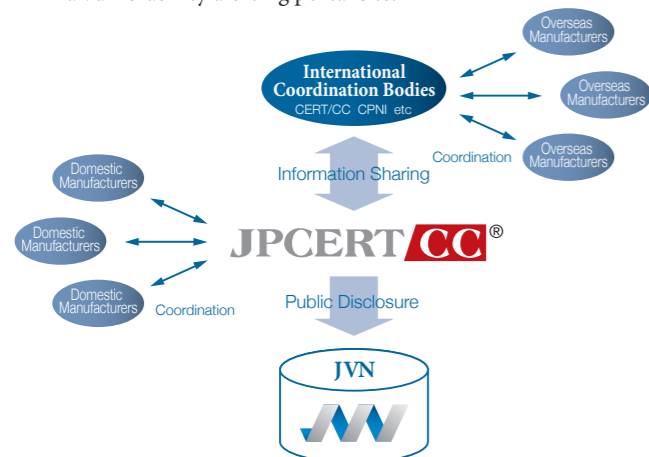 Overseas
Manufacturers
International
Coordination Bodies
CERT/CC CPNI etc
Overseas
Manufacturers
Overseas
Manufacturers
Coordination
Information Sharing
Domestic
Manufacturers
Domestic
Manufacturers
Domestic
Manufacturers
Coordination
JPCERT/CC®
Public Disclosure
JVN